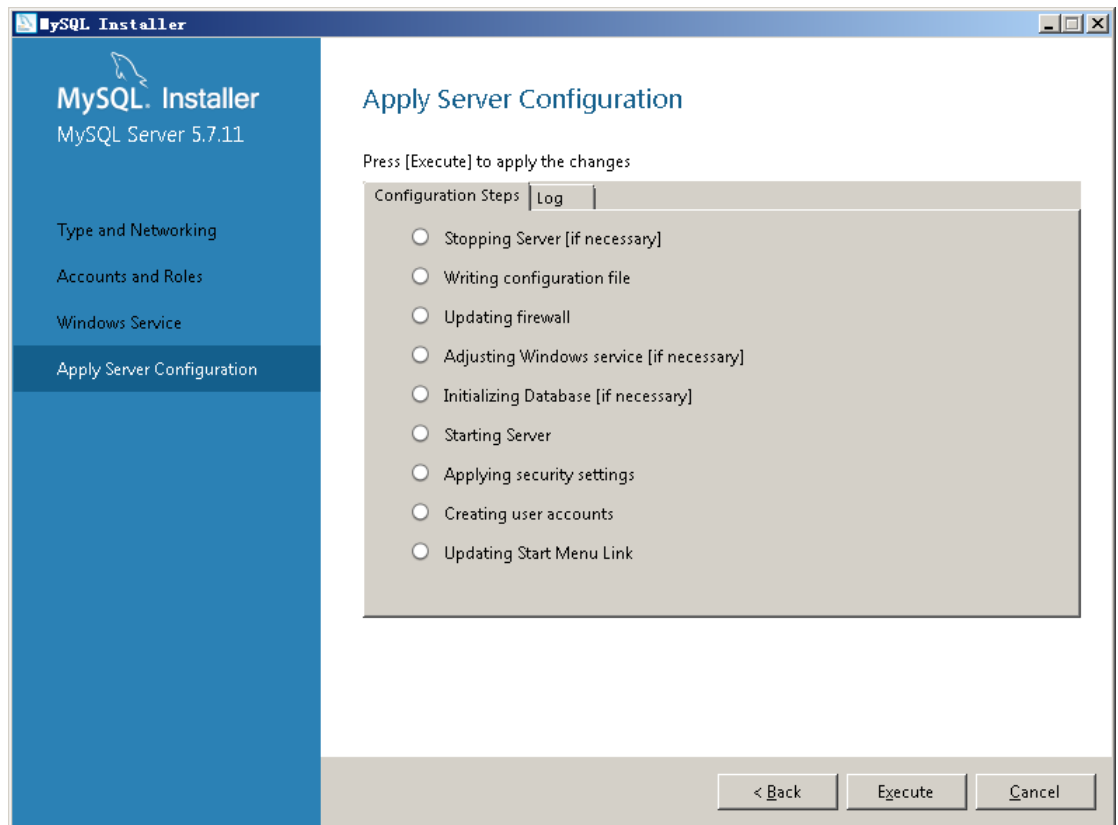 MySQL Installer
MySQL. Installer
MySQL Server 5.7.11
Type and Networking
Accounts and Roles
Windows Service
Apply Server Configuration
Apply Server Configuration
Press [Execute] to apply the changes
Configuration Steps
Log
Stopping Server [if necessary]
Writing configuration file
Updating firewall
Adjusting Windows service [if necessary]
Initializing Database [if necessary]
Starting Server
Applying security settings
Creating user accounts
Updating Start Menu Link
< Back
Execute
Cancel